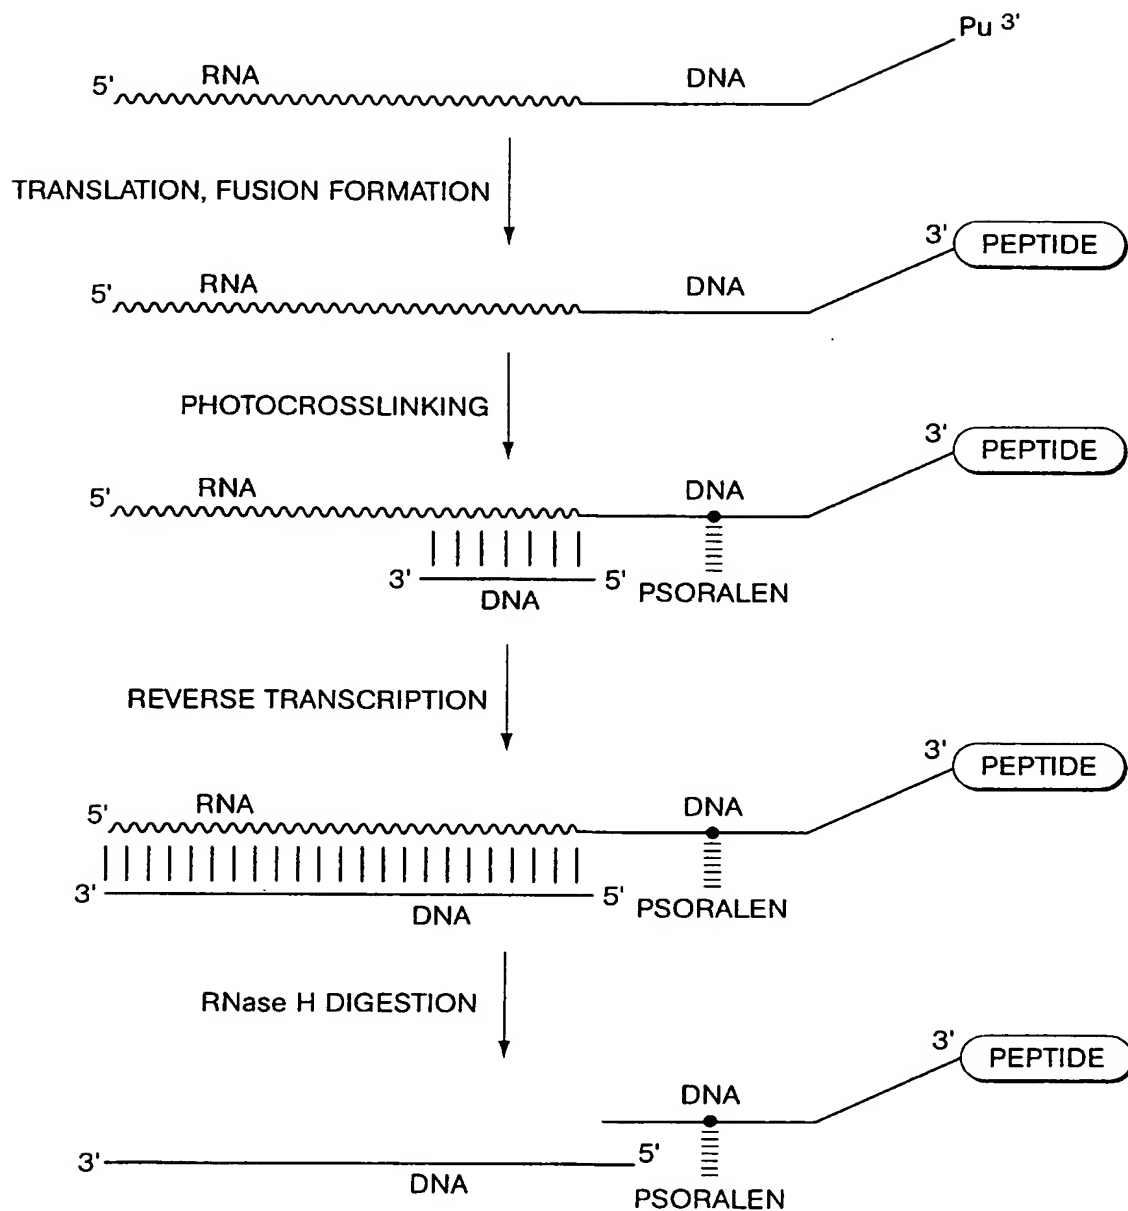 Pu 3'
RNA
DNA
5'
TRANSLATION, FUSION FORMATION
3'
PEPTIDE
RNA
DNA
5'
PHOTOCROSSLINKING
3'
PEPTIDE
RNA
DNA
5'
3'
5'
DNA
PSORALEN
REVERSE TRANSCRIPTION
3'
PEPTIDE
RNA
DNA
5'
3'
5'
DNA
PSORALEN
RNase H DIGESTION
3'
PEPTIDE
DNA
3'
5'
DNA
PSORALEN